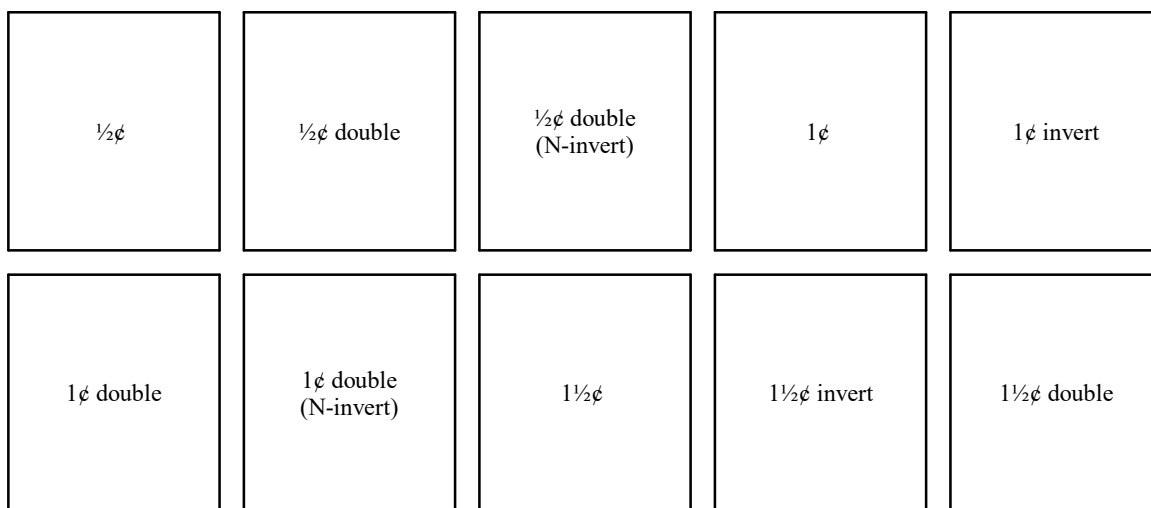 ½¢
½¢ double
½¢ double
(N-invert)
1¢
1¢ invert
1¢ double
1¢ double
(N-invert)
1½¢
1½¢ invert
1½¢ double